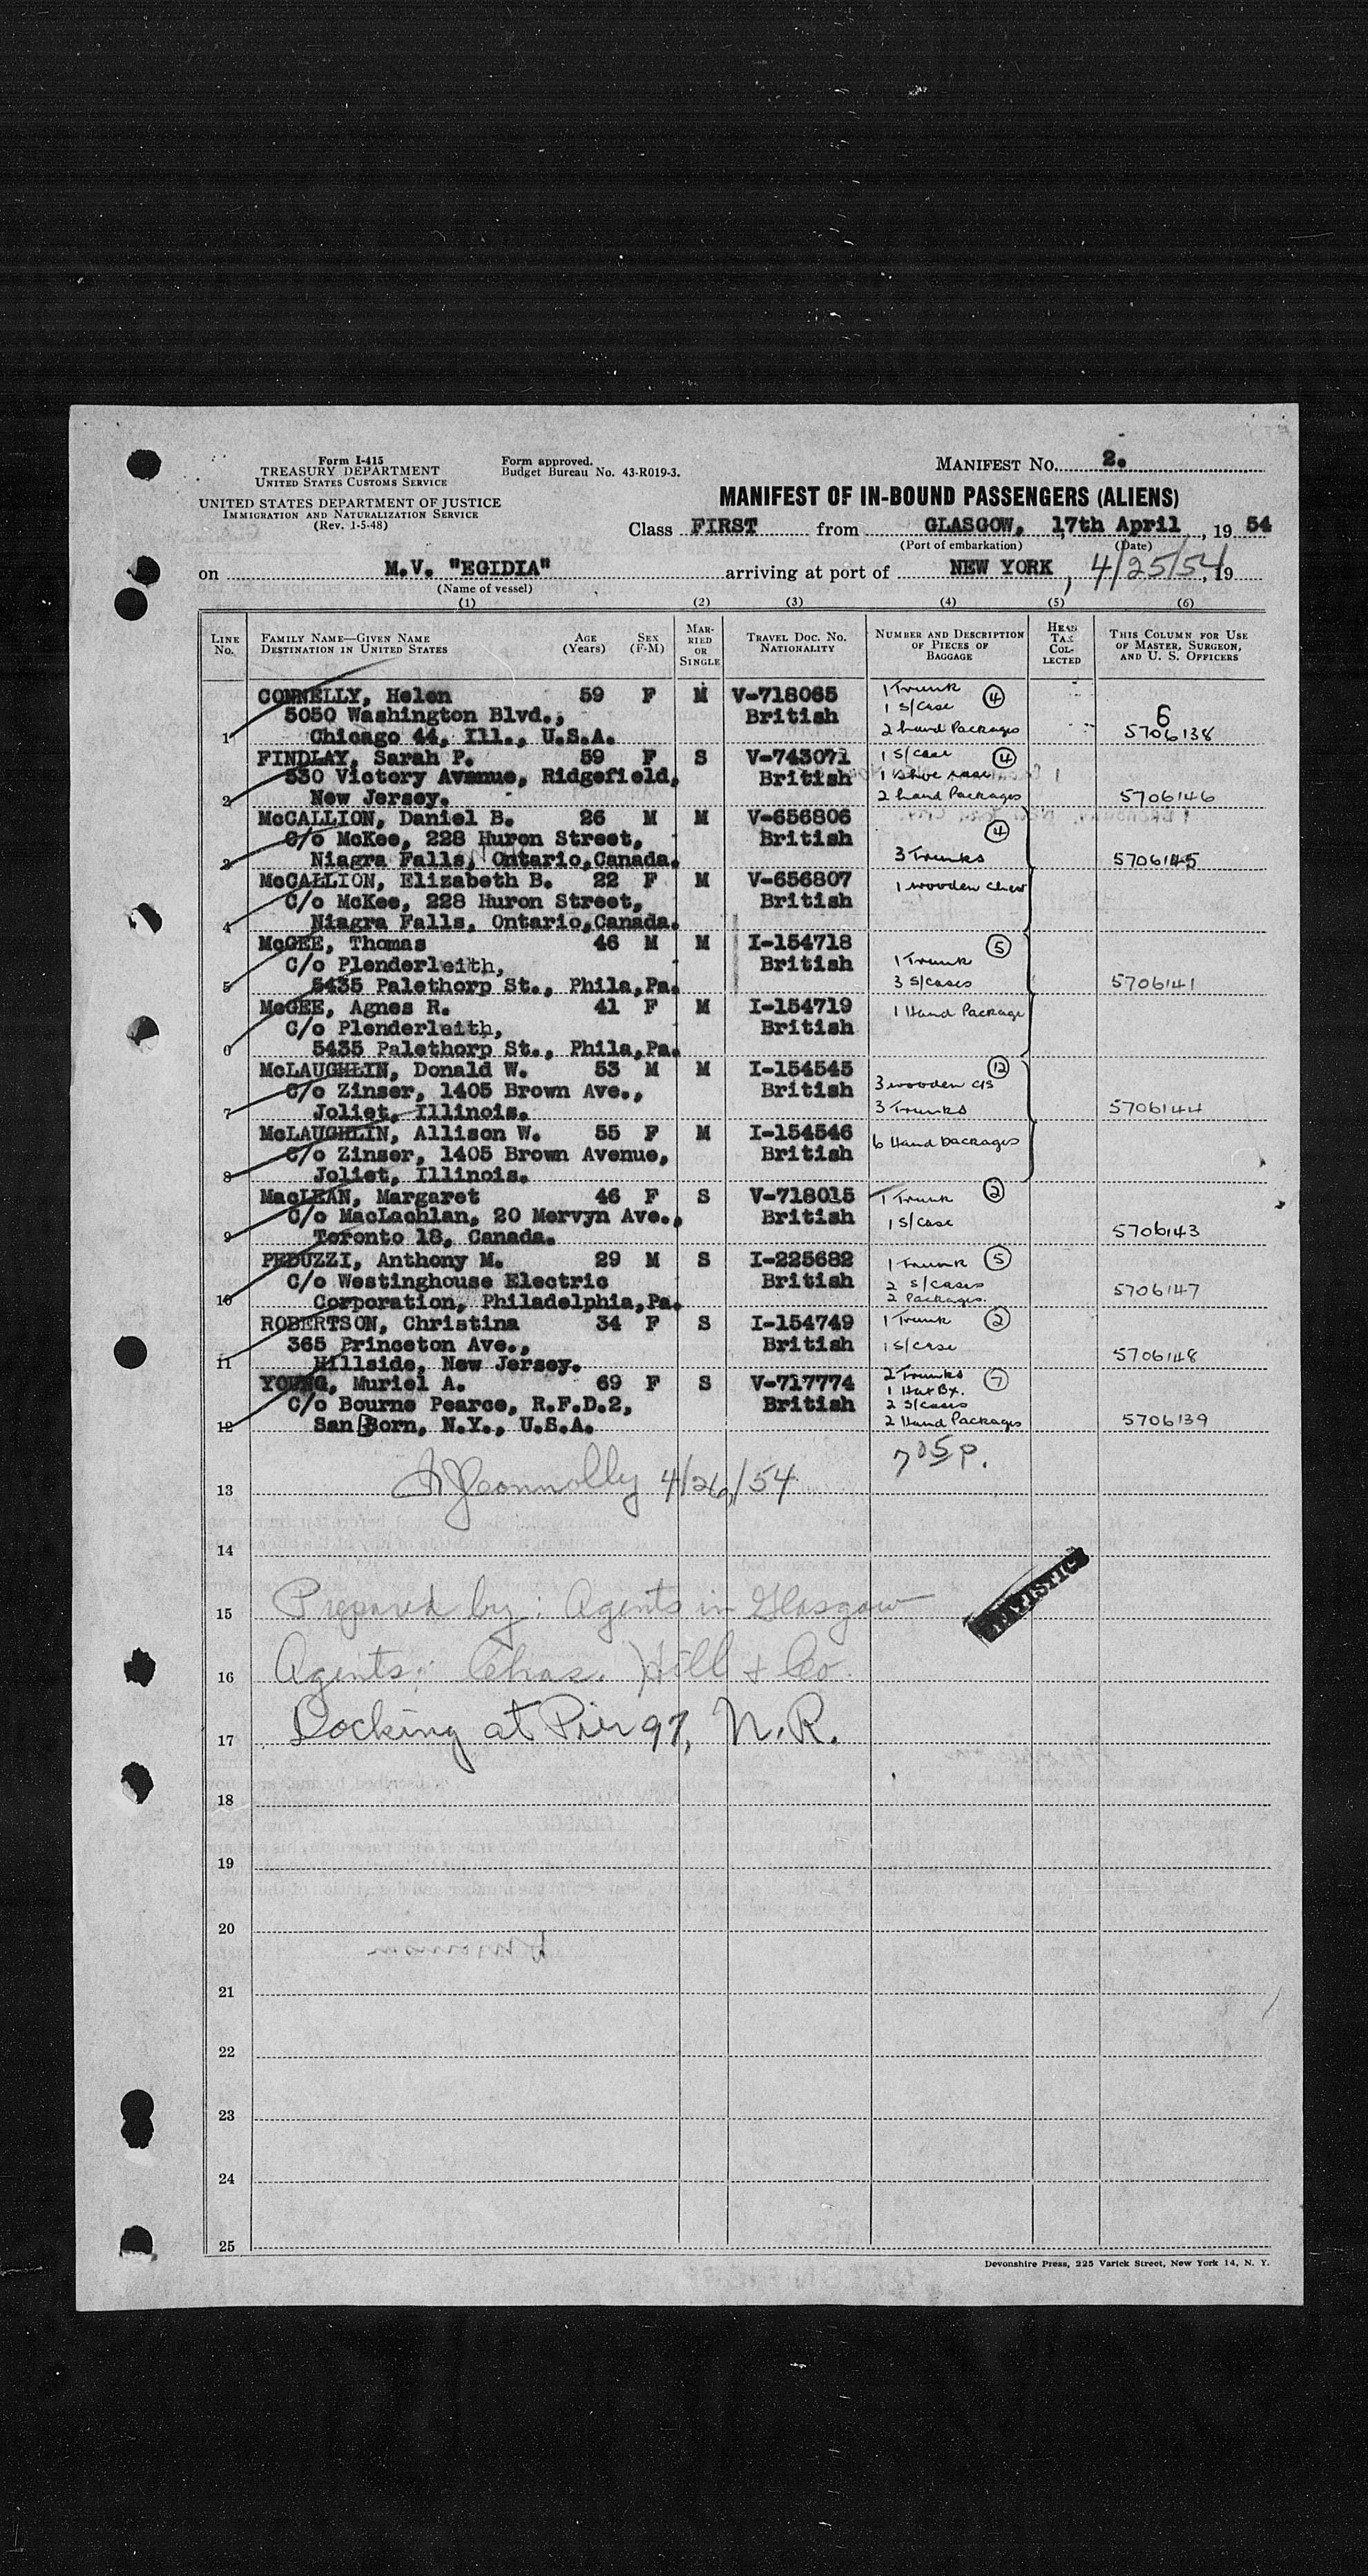 Form I-415
TREASURY DEPARTMENT
UNITED STATES CUSTOMS SERVICE
UNITED STATES DEPARTMENT OF JUSTICE
IMMIGRATION AND NATURALIZATION SERVICE
(Rev. 1-5-48)
Form approved.
Budget Bureau No. 43-R019-3.
MANIFEST NO. 2.
MANIFEST OF IN-BOUND PASSENGERS (ALIENS)
Class FIRST from GLASGOW, 17th April, 19 54
(Port of embarkation) (Date)
on M.V. "EGIDIA" arriving at port of NEW YORK, 4/25/54, 19
(Name of vessel)
(1) (2) (3) (4) (5) (6)
LINE NO. FAMILY NAME—GIVEN NAME DESTINATION IN UNITED STATES AGE (Years) SEX (F-M) MARRIED OR SINGLE TRAVEL DOC. NO. NATIONALITY NUMBER AND DESCRIPTION OF PIECES OF BAGGAGE HEAD TAX COLLECTED THIS COLUMN FOR USE OF MASTER, SURGEON, AND U. S. OFFICERS
CONNELLY, Helen 59 F M V-718065 1 Trunk 4
5050 Washington Blvd., British 1 S/Case 6
1 Chicago 44, Ill., U.S.A. 2 hand Packages 5706138
FINDLAY, Sarah P. 59 F S V-743071 1 S/Case 4
530 Victory Avenue, Ridgefield, British 1 Shoe case
2 New Jersey. 2 hand Packages 5706146
McCALLION, Daniel B. 26 M M V-656806 4
C/o McKee, 228 Huron Street, British
3 Niagra Falls, Ontario,Canada. 3 Trunks 5706145
McCALLION, Elizabeth B. 22 F M V-656807 1 wooden chest
C/o McKee, 228 Huron Street, British
4 Niagra Falls, Ontario,Canada.
McGEE, Thomas 46 M M I-154718 5
C/o Plenderleith, British 1 Trunk
5 5435 Palethorp St., Phila,Pa. 3 S/cases 5706141
McGEE, Agnes R. 41 F M I-154719 1 Hand Package
C/o Plenderleith, British
6 5435 Palethorp St., Phila,Pa.
McLAUGHLIN, Donald W. 53 M M I-154545 12
C/o Zinser, 1405 Brown Ave., British 3 wooden c/s
7 Joliet, Illinois. 3 Trunks 5706144
McLAUGHLIN, Allison W. 55 F M I-154546 6 Hand packages
C/o Zinser, 1405 Brown Avenue, British
8 Joliet, Illinois.
MacLEAN, Margaret 46 F S V-718015 1 Trunk 2
C/o MacLachlan, 20 Mervyn Ave., British 1 S/case
9 Toronto 18, Canada. 5706143
PEDUZZI, Anthony M. 29 M S I-225682 1 Trunk 5
C/o Westinghouse Electric British 2 S/cases
10 Corporation, Philadelphia,Pa. 2 Packages. 5706147
ROBERTSON, Christina 34 F S I-154749 1 Trunk 2
365 Princeton Ave., British 1 S/case
11 Hillside, New Jersey. 5706148
YOUNG, Muriel A. 69 F S V-717774 2 Trunks 7
1 Hat Bx.
C/o Bourne Pearce, R.F.D.2, British 2 S/cases
12 San Born, N.Y., U.S.A. 2 Hand Packages 5706139
705 P.
13 Connolly 4/26/54
14
STATISTICS
15 Prepared by: Agents in Glasgow
16 Agents: Chas. Hill & Co.
17 Docking at Pier 97, N.R.
18
19
20
21
22
23
24
25
Devonshire Press, 225 Varick Street, New York 14, N. Y.